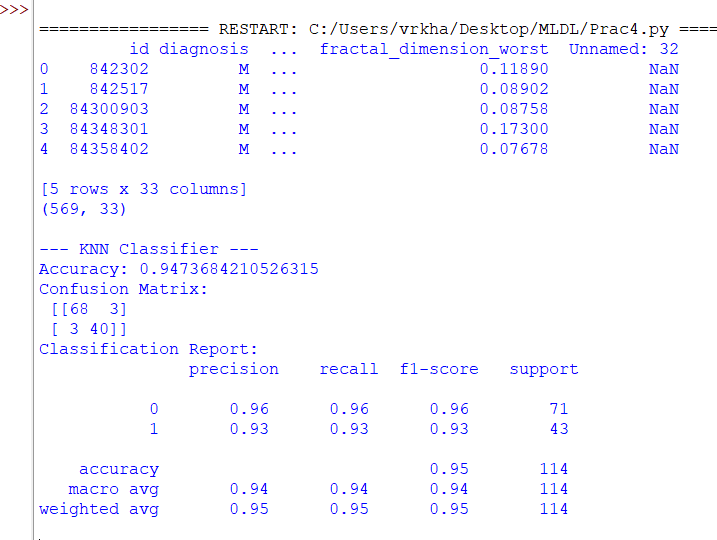 >>>
================= RESTART: C:/Users/vrkha/Desktop/MLDL/Prac4.py ====
         id diagnosis  ...  fractal_dimension_worst  Unnamed: 32
0    842302         M  ...                  0.11890          NaN
1    842517         M  ...                  0.08902          NaN
2  84300903         M  ...                  0.08758          NaN
3  84348301         M  ...                  0.17300          NaN
4  84358402         M  ...                  0.07678          NaN

[5 rows x 33 columns]
(569, 33)

--- KNN Classifier ---
Accuracy: 0.9473684210526315
Confusion Matrix:
 [[68  3]
 [ 3 40]]
Classification Report:
               precision    recall  f1-score   support

           0       0.96      0.96      0.96        71
           1       0.93      0.93      0.93        43

    accuracy                           0.95       114
   macro avg       0.94      0.94      0.94       114
weighted avg       0.95      0.95      0.95       114